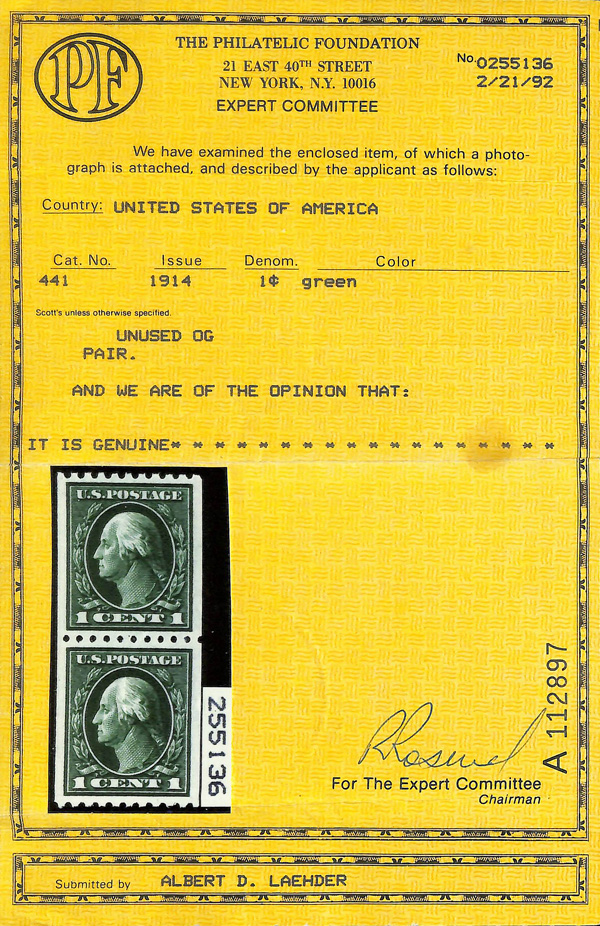 PF
THE PHILATELIC FOUNDATION
21 EAST 40TH STREET
NEW YORK, N.Y. 10016
EXPERT COMMITTEE
No. 0255136
2/21/92
We have examined the enclosed item, of which a photo-
graph is attached, and described by the applicant as follows:
Country: UNITED STATES OF AMERICA
Cat. No. Issue Denom. Color
441 1914 1¢ green
Scott's unless otherwise specified.
UNUSED OG
PAIR.
AND WE ARE OF THE OPINION THAT:
IT IS GENUINE* * * * * * * * * * * * * * * * * *
U.S. POSTAGE
1 CENT 1
U.S. POSTAGE
1 CENT 1
255136
A 112897
For The Expert Committee
Chairman
Submitted by ALBERT D. LAEHDER